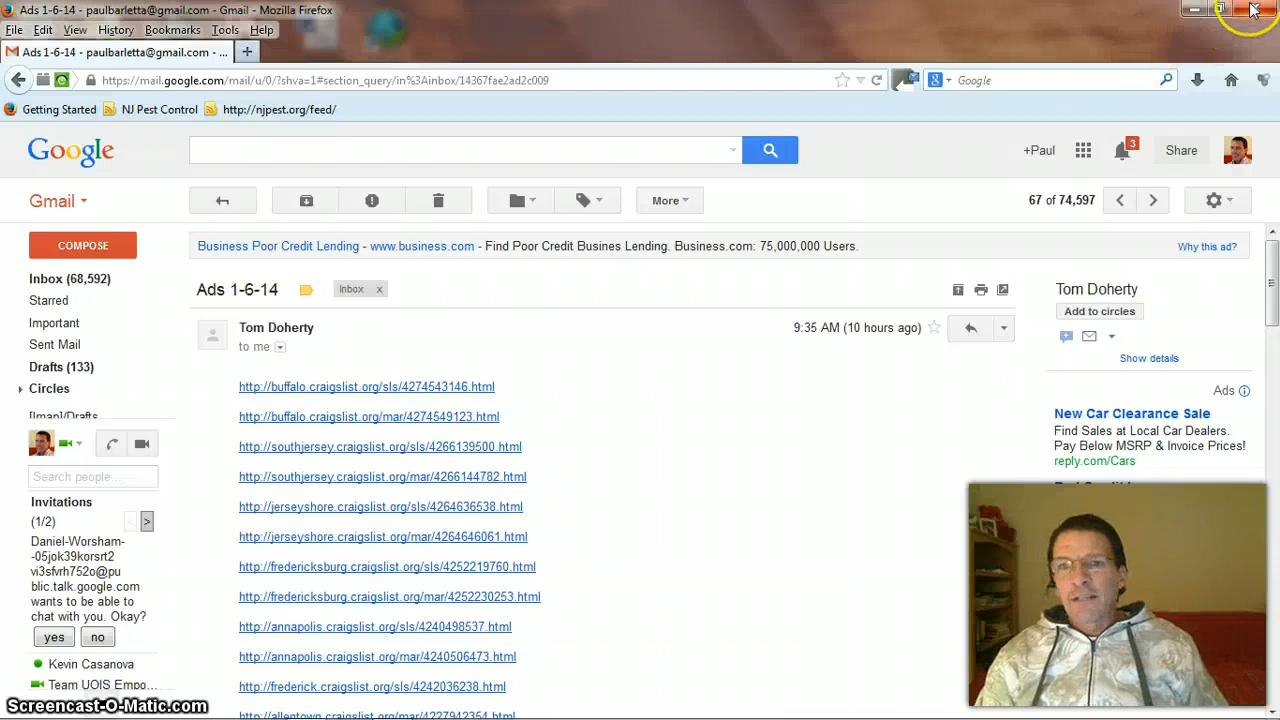 Ads 1-6-14 - paulbarletta@gmail.com - Gmail - Mozilla Firefox
File Edit View History Bookmarks Tools Help
Ads 1-6-14 - paulbarletta@gmail.com - ... +
https://mail.google.com/mail/u/0/?shva=1#section_query/in%3Ainbox/14367fae2ad2c009 Google
Getting Started NJ Pest Control http://njpest.org/feed/
Google +Paul 3 Share
Gmail More 67 of 74,597
COMPOSE
Business Poor Credit Lending - www.business.com - Find Poor Credit Busines Lending. Business.com: 75,000,000 Users. Why this ad?
Inbox (68,592)
Starred
Important
Sent Mail
Drafts (133)
Circles
[Imap]/Drafts
Search people...
Invitations
(1/2) >
Daniel-Worsham-
-05jok39korsrt2
vi3sfvrh752o@pu
blic.talk.google.com
wants to be able to
chat with you. Okay?
yes no
Kevin Casanova
Team UOIS Empo...
Ads 1-6-14 Inbox x
Tom Doherty 9:35 AM (10 hours ago)
to me
http://buffalo.craigslist.org/sls/4274543146.html
http://buffalo.craigslist.org/mar/4274549123.html
http://southjersey.craigslist.org/sls/4266139500.html
http://southjersey.craigslist.org/mar/4266144782.html
http://jerseyshore.craigslist.org/sls/4264636538.html
http://jerseyshore.craigslist.org/mar/4264646061.html
http://fredericksburg.craigslist.org/sls/4252219760.html
http://fredericksburg.craigslist.org/mar/4252230253.html
http://annapolis.craigslist.org/sls/4240498537.html
http://annapolis.craigslist.org/mar/4240506473.html
http://frederick.craigslist.org/sls/4242036238.html
http://allentown.craigslist.org/mar/4227942354.html
Tom Doherty
Add to circles
Show details
Ads
New Car Clearance Sale
Find Sales at Local Car Dealers.
Pay Below MSRP & Invoice Prices!
reply.com/Cars
Screencast-O-Matic.com